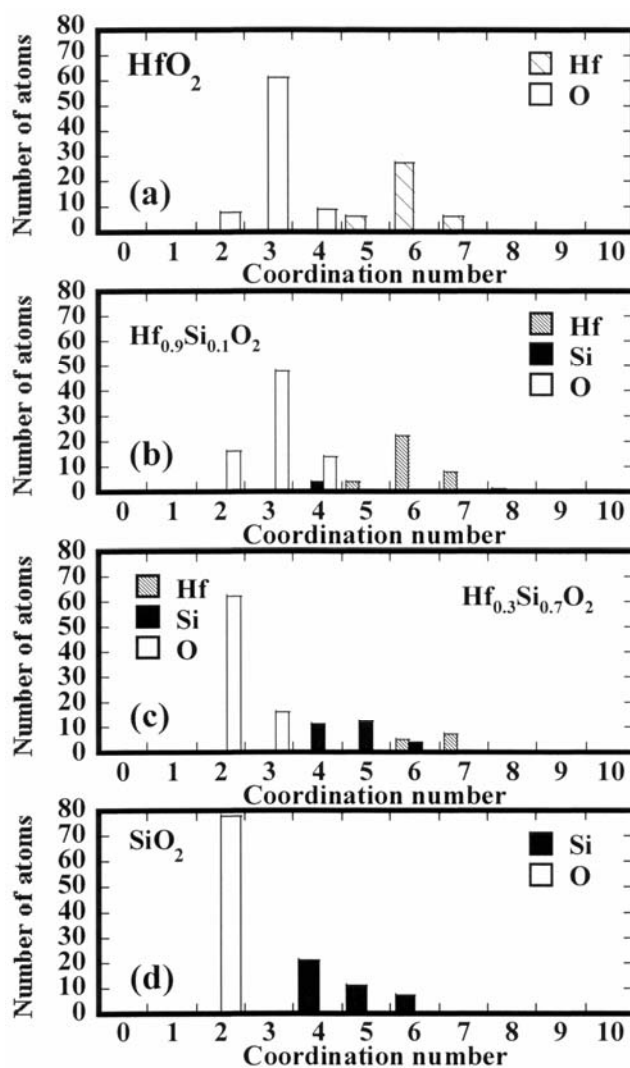 80
70
60
50
40
30
20
10
0
Number of atoms
HfO₂
(a)
Hf
O
0 1 2 3 4 5 6 7 8 9 10
Coordination number
80
70
60
50
40
30
20
10
0
Number of atoms
Hf₀.₉Si₀.₁O₂
(b)
Hf
Si
O
0 1 2 3 4 5 6 7 8 9 10
Coordination number
80
70
60
50
40
30
20
10
0
Number of atoms
Hf
Si
O
Hf₀.₃Si₀.₇O₂
(c)
0 1 2 3 4 5 6 7 8 9 10
Coordination number
80
70
60
50
40
30
20
10
0
Number of atoms
SiO₂
(d)
Si
O
0 1 2 3 4 5 6 7 8 9 10
Coordination number